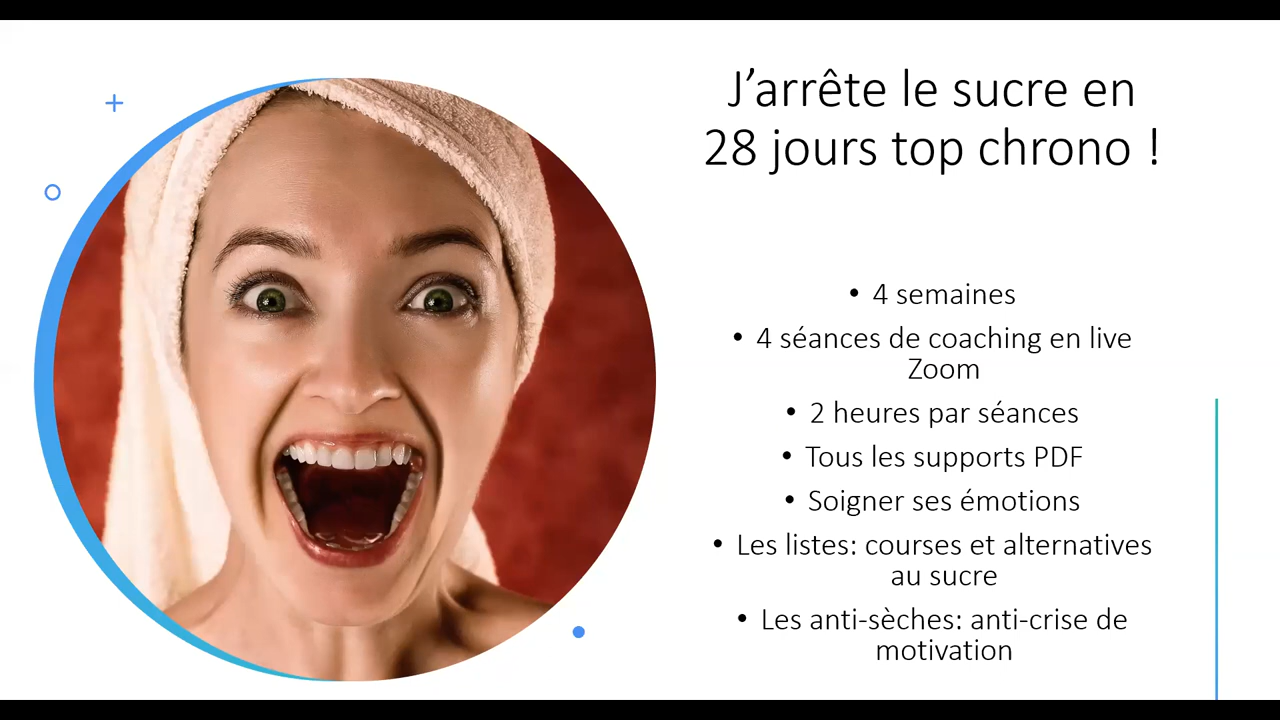 J’arrête le sucre en
28 jours top chrono !
• 4 semaines
• 4 séances de coaching en live
Zoom
• 2 heures par séances
• Tous les supports PDF
• Soigner ses émotions
• Les listes: courses et alternatives
au sucre
• Les anti-sèches: anti-crise de
motivation